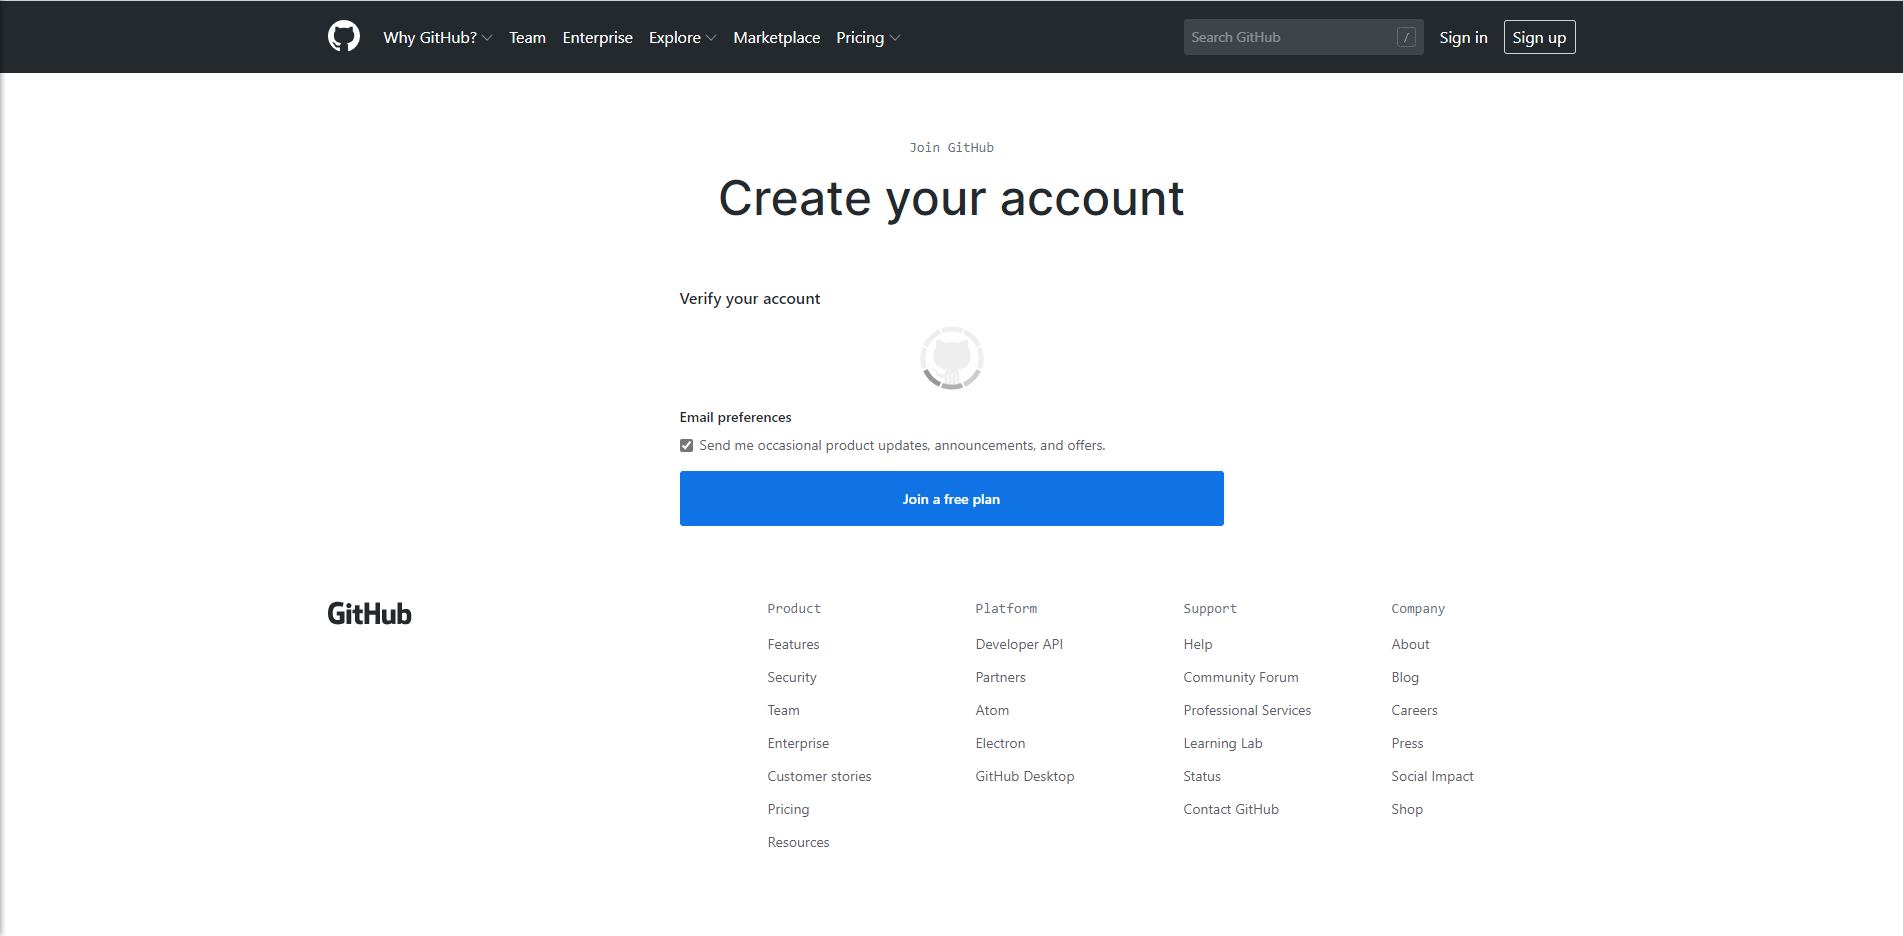 Why GitHub? Team Enterprise Explore Marketplace Pricing Search GitHub / Sign in Sign up
Join GitHub
Create your account
Verify your account
Email preferences
Send me occasional product updates, announcements, and offers.
Join a free plan
GitHub
Product
Features
Security
Team
Enterprise
Customer stories
Pricing
Resources
Platform
Developer API
Partners
Atom
Electron
GitHub Desktop
Support
Help
Community Forum
Professional Services
Learning Lab
Status
Contact GitHub
Company
About
Blog
Careers
Press
Social Impact
Shop